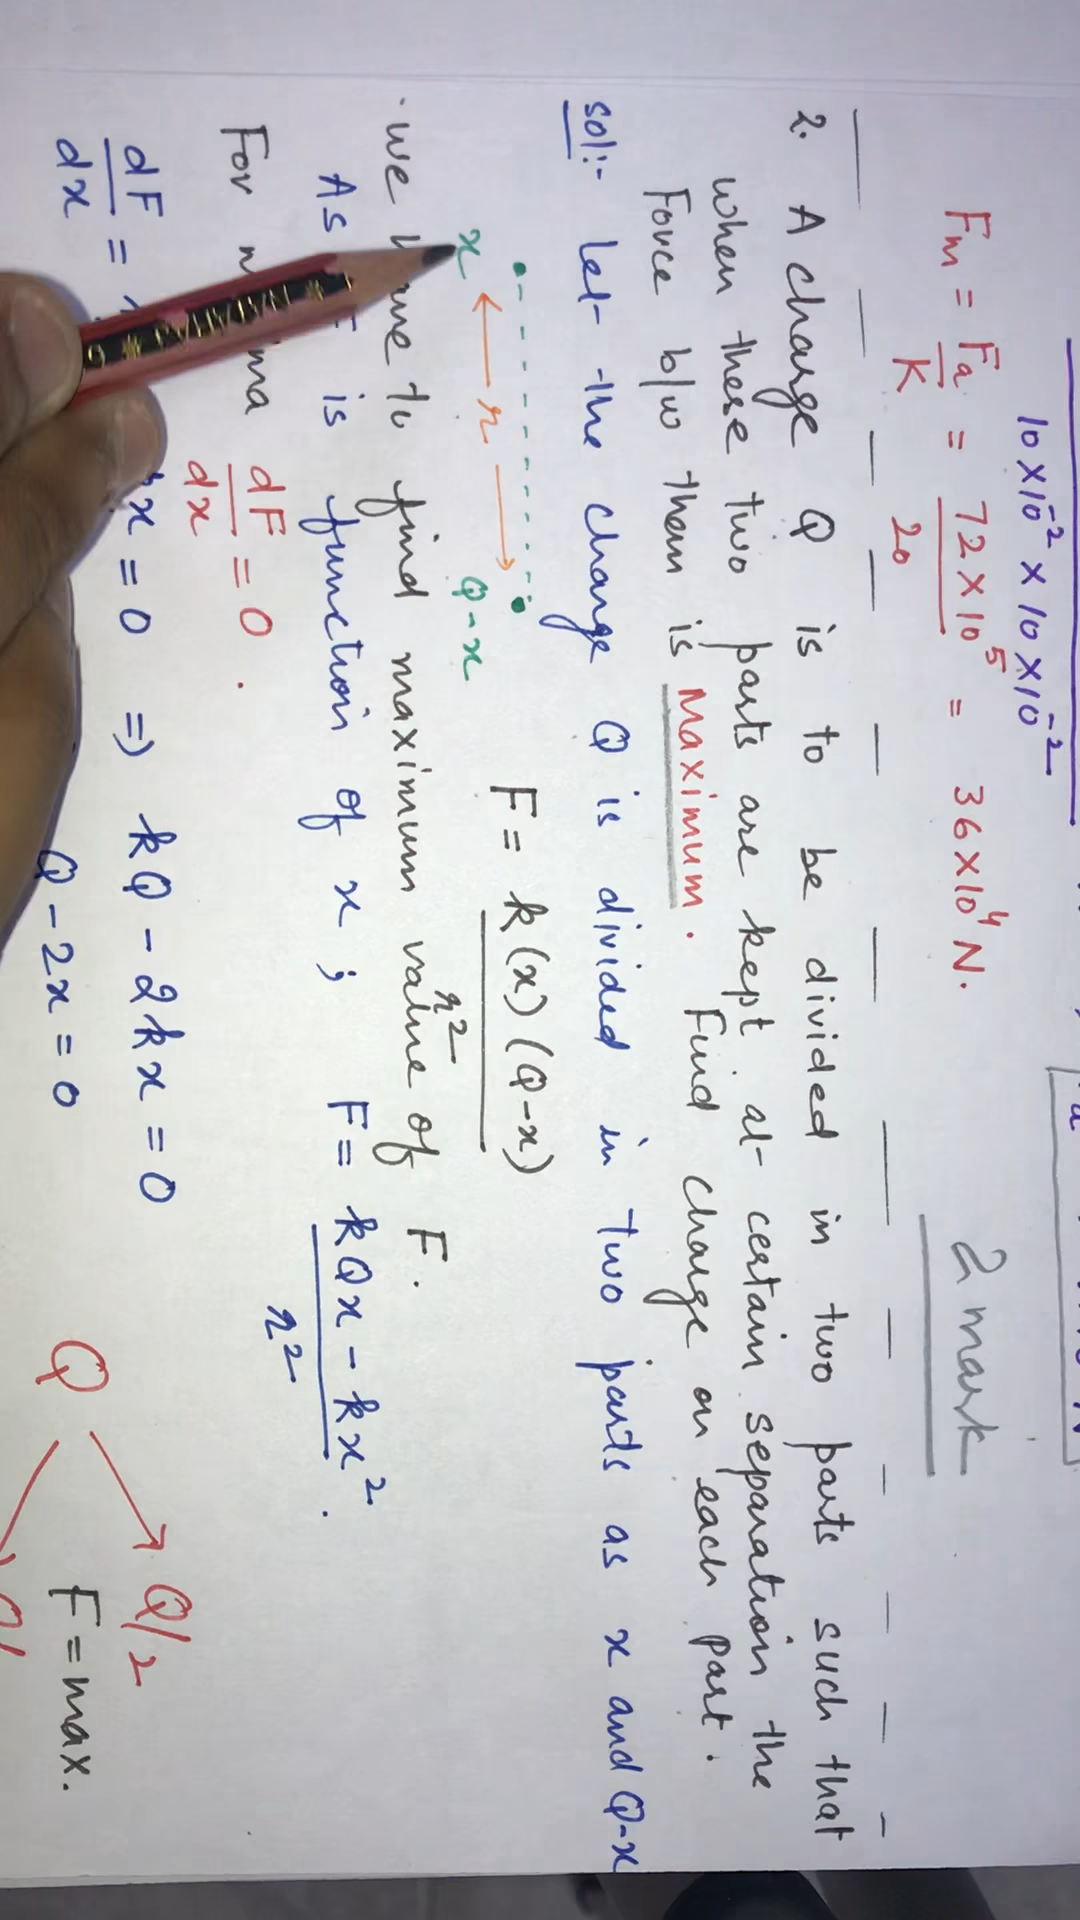 10×10⁻² × 10×10⁻²
Fm = Fa/K = 72×10⁵/20 = 36×10⁴ N.
2 mark
2. A charge Q is to be divided in two parts such that
when these two parts are kept at certain separation the
Force b/w them is maximum. Find charge on each part.
sol:- Let the charge Q is divided in two parts as x and Q-x
x r Q-x
F = k(x)(Q-x)/r²
we have to find maximum value of F.
As F is function of x ; F = kQx - kx²/r² .
For ma dF/dx = 0 .
dF/dx = x = 0 ⇒ kQ - 2kx = 0
Q - 2x = 0
Q Q/2
F = max.